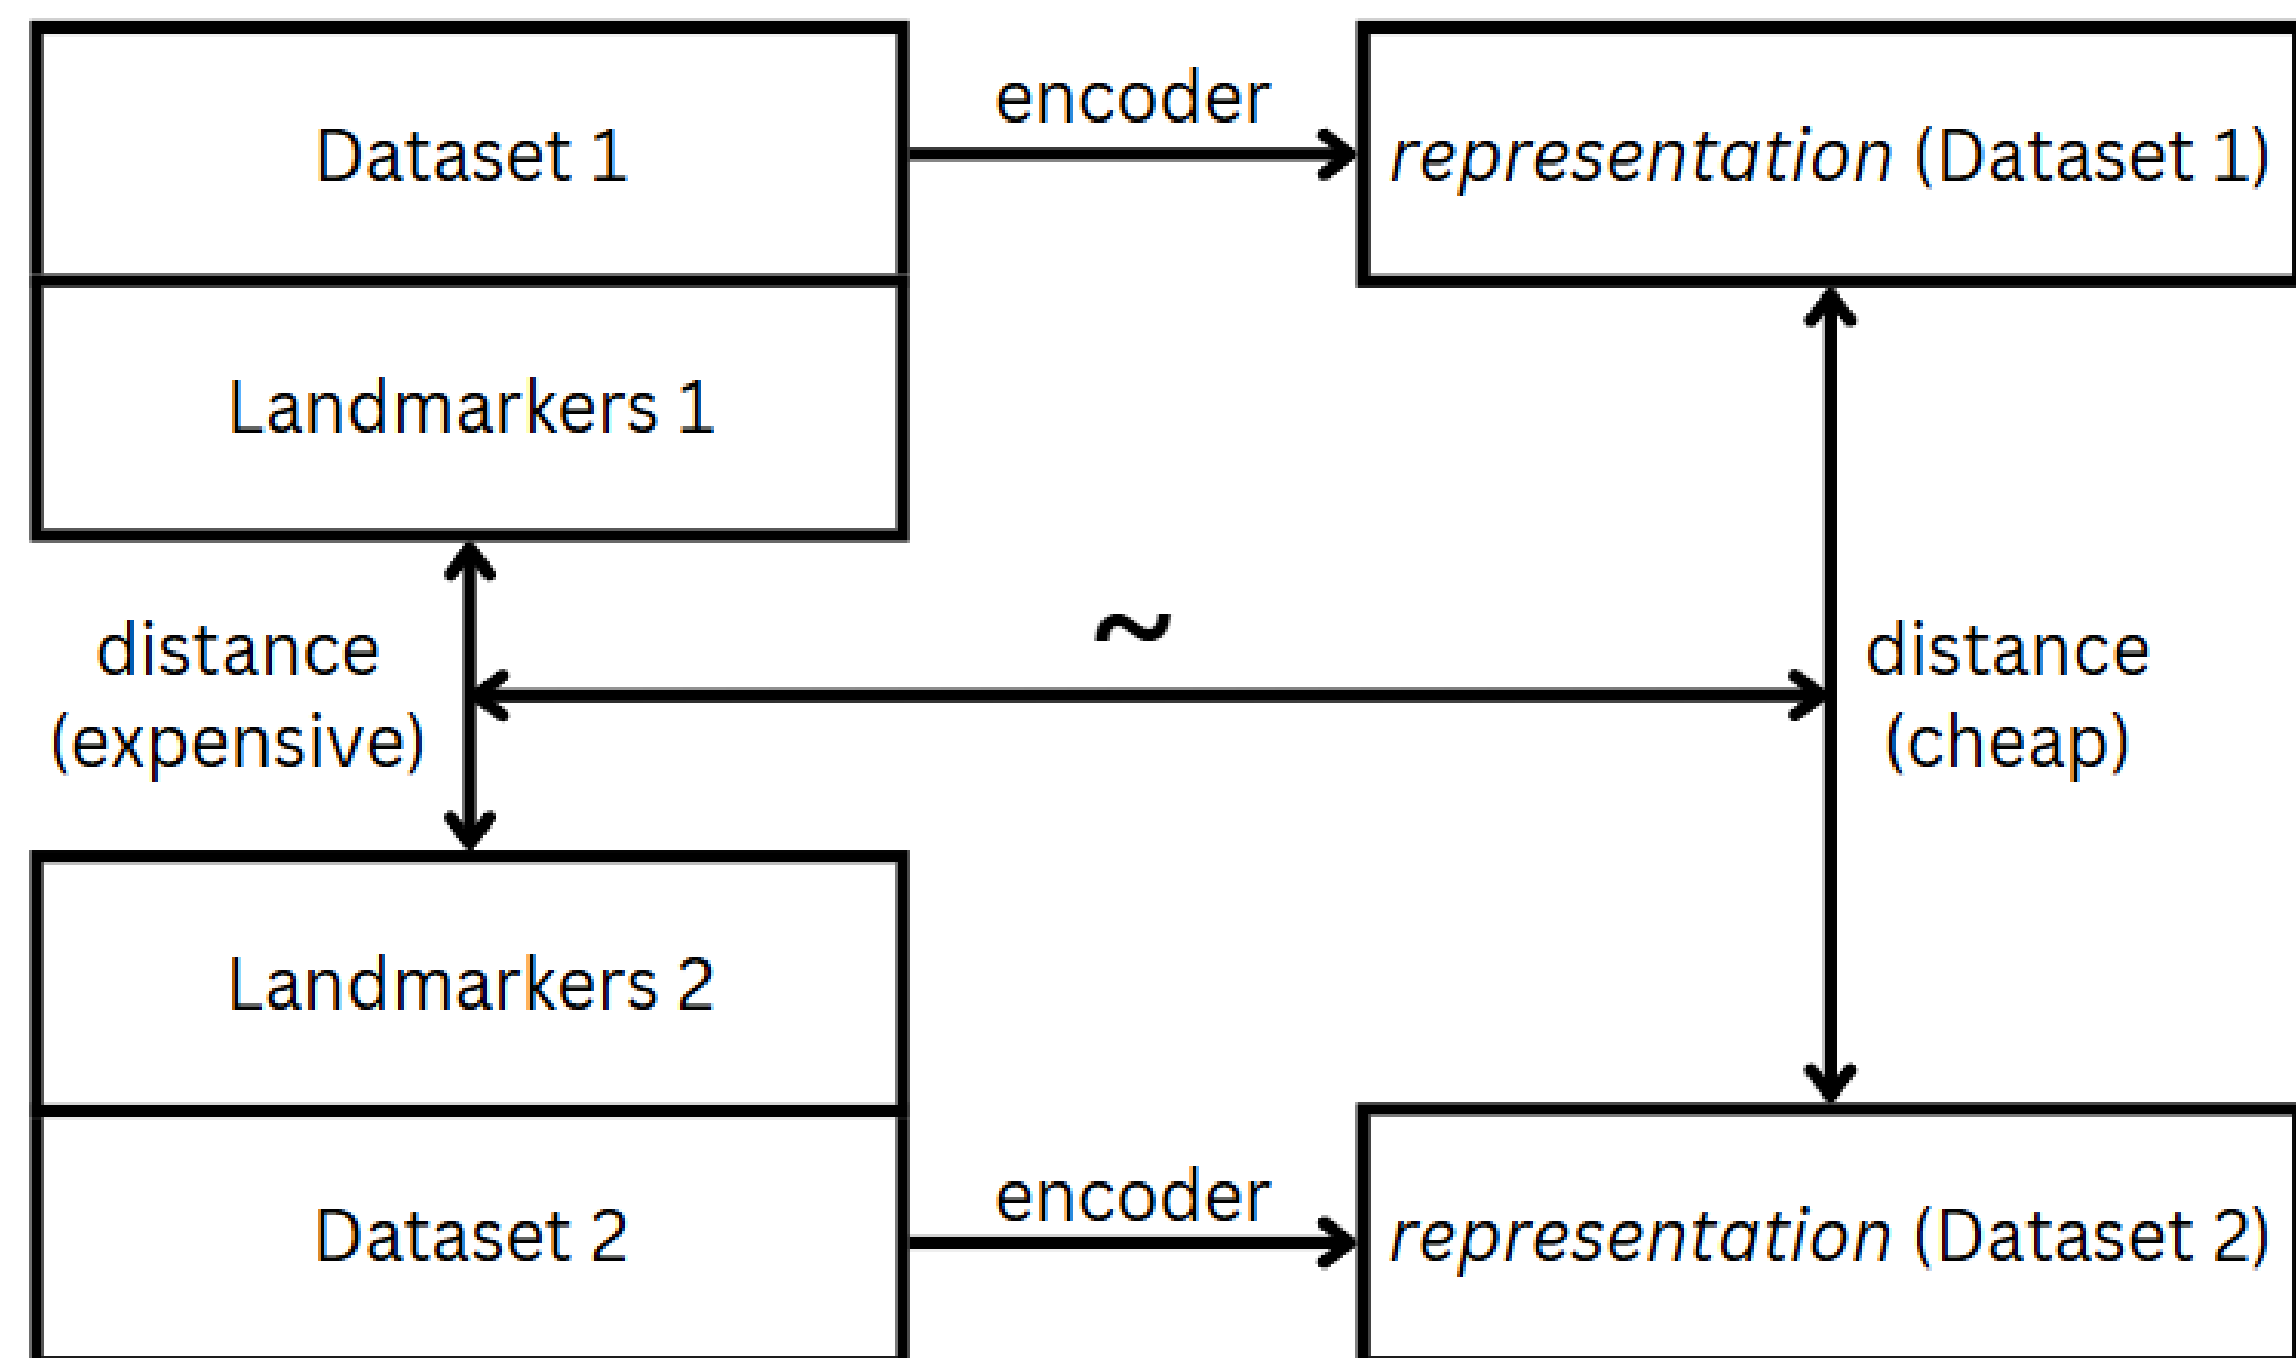 Dataset 1
encoder
representation (Dataset 1)
Landmarkers 1
distance
(expensive)
~
distance
(cheap)
Landmarkers 2
Dataset 2
encoder
representation (Dataset 2)